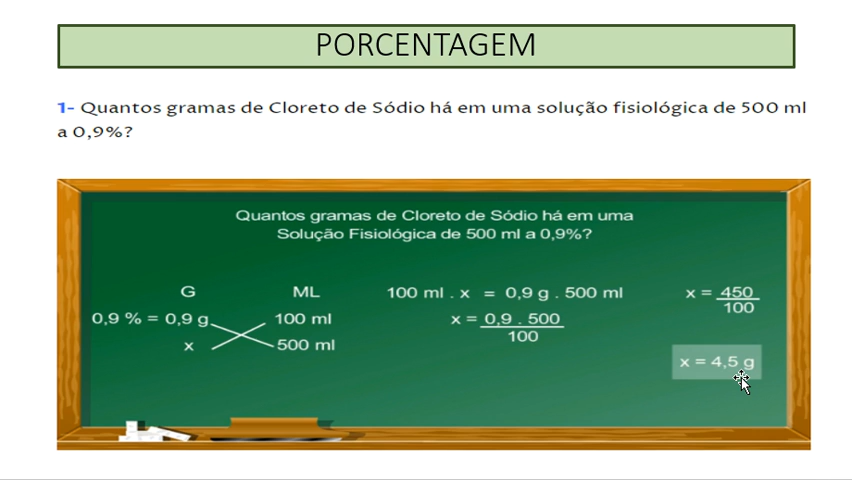 PORCENTAGEM
1- Quantos gramas de Cloreto de Sódio há em uma solução fisiológica de 500 ml
a 0,9%?
Quantos gramas de Cloreto de Sódio há em uma
Solução Fisiológica de 500 ml a 0,9%?
G ML
0,9 % = 0,9 g 100 ml
x 500 ml
100 ml . x = 0,9 g . 500 ml
x = 0,9 . 500
100
x = 450
100
x = 4,5 g